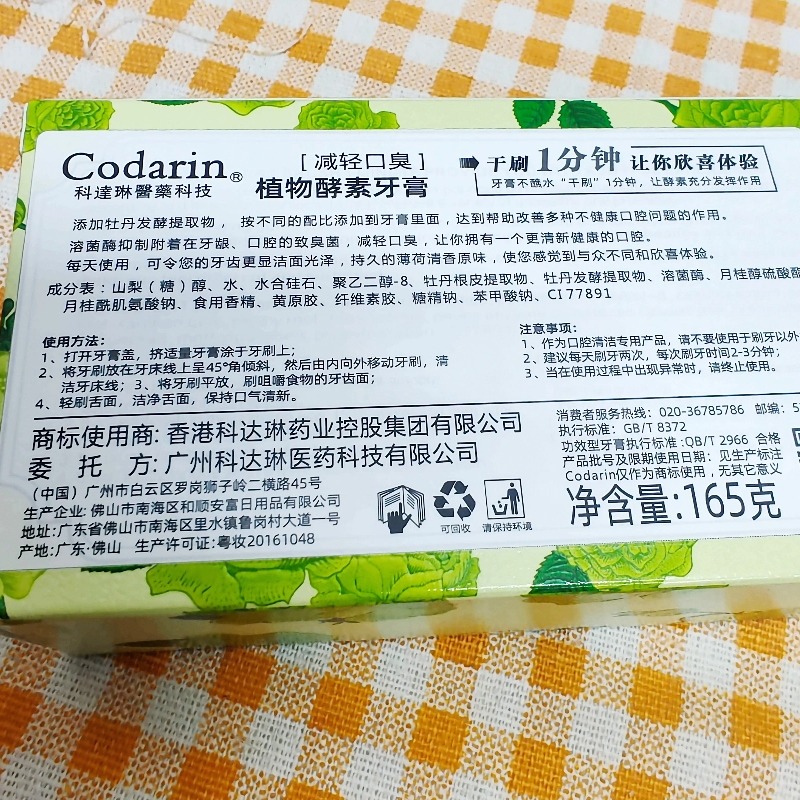 Codarin®
科達琳醫藥科技
[减轻口臭]
植物酵素牙膏
干刷1分钟 让你欣喜体验
牙膏不醮水“干刷”1分钟，让酵素充分发挥作用
添加牡丹发酵提取物， 按不同的配比添加到牙膏里面，达到帮助改善多种不健康口腔问题的作用。
溶菌酶抑制附着在牙龈、口腔的致臭菌，减轻口臭，让你拥有一个更清新健康的口腔。
每天使用，可令您的牙齿更显洁面光泽，持久的薄荷清香原味，使您感觉到与众不同和欣喜体验。
成分表：山梨（糖）醇、水、水合硅石、聚乙二醇-8、牡丹根皮提取物、牡丹发酵提取物、溶菌酶、月桂醇硫酸酯
月桂酰肌氨酸钠、食用香精、黄原胶、纤维素胶、糖精钠、苯甲酸钠、CI 77891
使用方法：
1、打开牙膏盖，挤适量牙膏涂于牙刷上；
2、将牙刷放在牙床线上呈45°角倾斜，然后由内向外移动牙刷，清
洁牙床线；3、将牙刷平放，刷咀嚼食物的牙齿面；
4、轻刷舌面，洁净舌面，保持口气清新。
注意事项：
1、作为口腔清洁专用产品，请不要使用于刷牙以外
2、建议每天刷牙两次，每次刷牙时间2-3分钟；
3、当在使用过程中出现异常时，请终止使用。
商标使用商：香港科达琳药业控股集团有限公司
委 托 方：广州科达琳医药科技有限公司
（中国）广州市白云区罗岗狮子岭二横路45号
生产企业：佛山市南海区和顺安富日用品有限公司
地址：广东省佛山市南海区里水镇鲁岗村大道一号
产地：广东·佛山 生产许可证：粤妆20161048
可回收 请保持环境
消费者服务热线：020-36785786 邮编：5
执行标准：GB/T 8372
功效型牙膏执行标准：QB/T 2966 合格
产品批号及限期使用日期：见生产标注
Codarin仅作为商标使用，无其它意义
净含量：165克